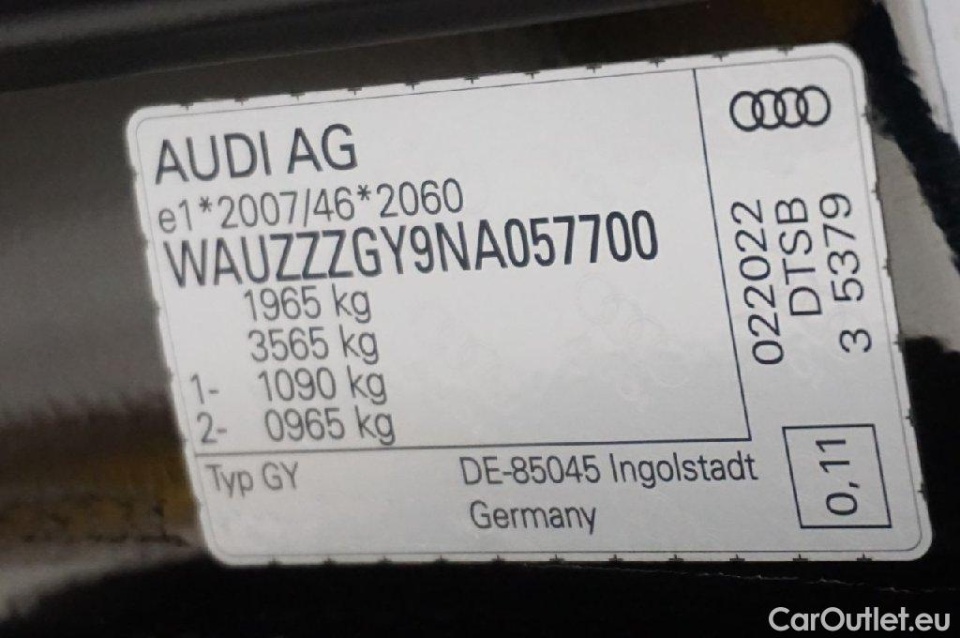 AUDI AG
e1*2007/46*2060
WAUZZZGY9NA057700
1965 kg
3565 kg
1- 1090 kg
2- 0965 kg
Typ GY
DE-85045 Ingolstadt
Germany
022022
DTSB
3 5379
0,11
CarOutlet.eu